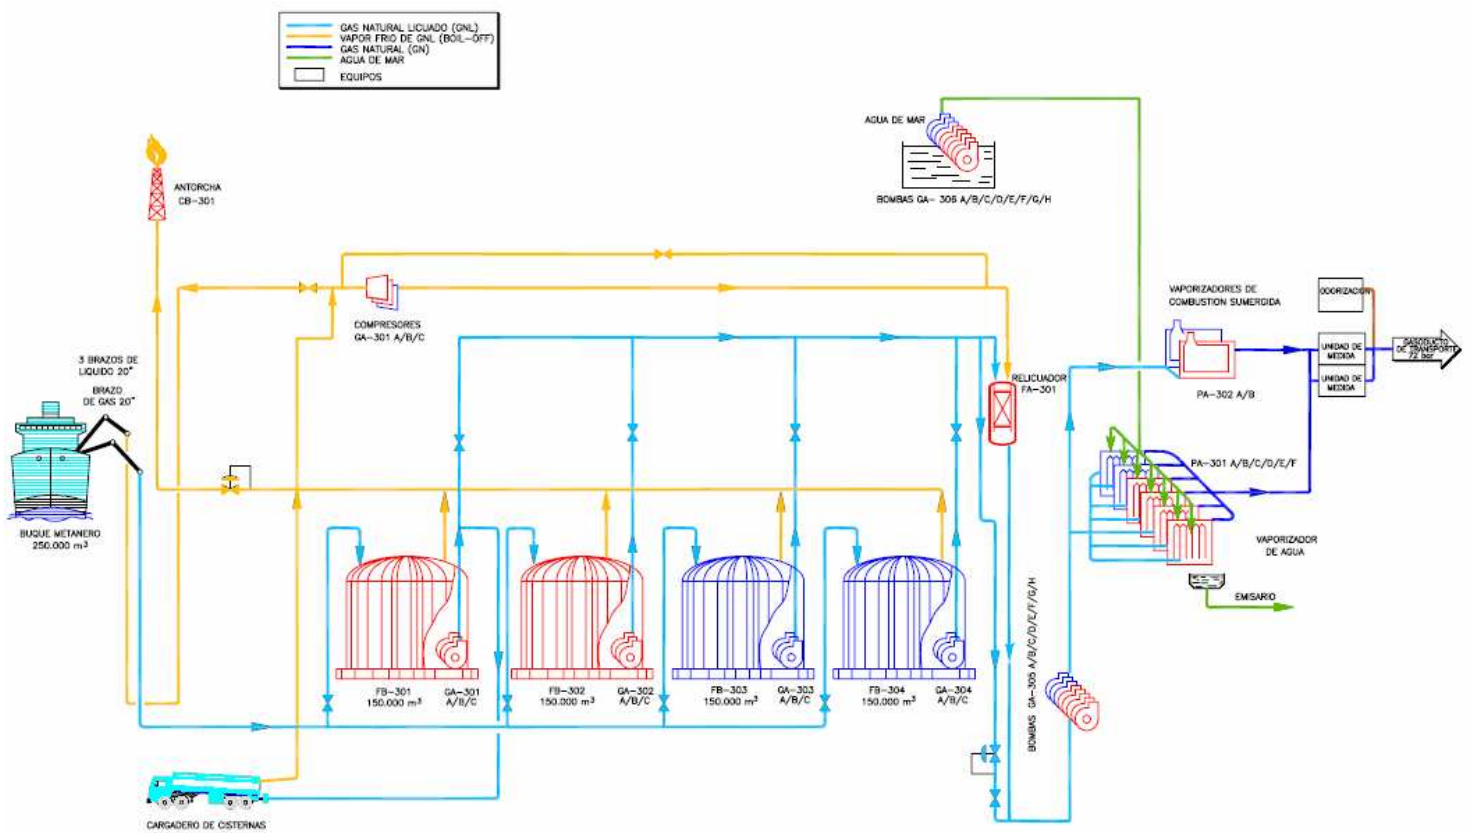 GAS NATURAL LICUADO (GNL)
VAPOR FRIO DE GNL (BOIL-OFF)
GAS NATURAL (GN)
AGUA DE MAR
EQUIPOS
AGUA DE MAR
BOMBAS GA- 306 A/B/C/D/E/F/G/H
ANTORCHA
CB-301
COMPRESORES
GA-301 A/B/C
VAPORIZADORES DE
COMBUSTION SUMERGIDA
ODORIZACION
UNIDAD DE
MEDIDA
UNIDAD DE
MEDIDA
GASODUCTO
DE TRANSPORTE
72 bar
PA-302 A/B
3 BRAZOS DE
LIQUIDO 20"
BRAZO
DE GAS 20"
RELICUADOR
FA-301
PA-301 A/B/C/D/E/F
BUQUE METANERO
250.000 m³
VAPORIZADOR
DE AGUA
EMISARIO
BOMBAS GA-305 A/B/C/D/E/F/G/H
FB-301
150.000 m³
GA-301
A/B/C
FB-302
150.000 m³
GA-302
A/B/C
FB-303
150.000 m³
GA-303
A/B/C
FB-304
150.000 m³
GA-304
A/B/C
CARGADERO DE CISTERNAS